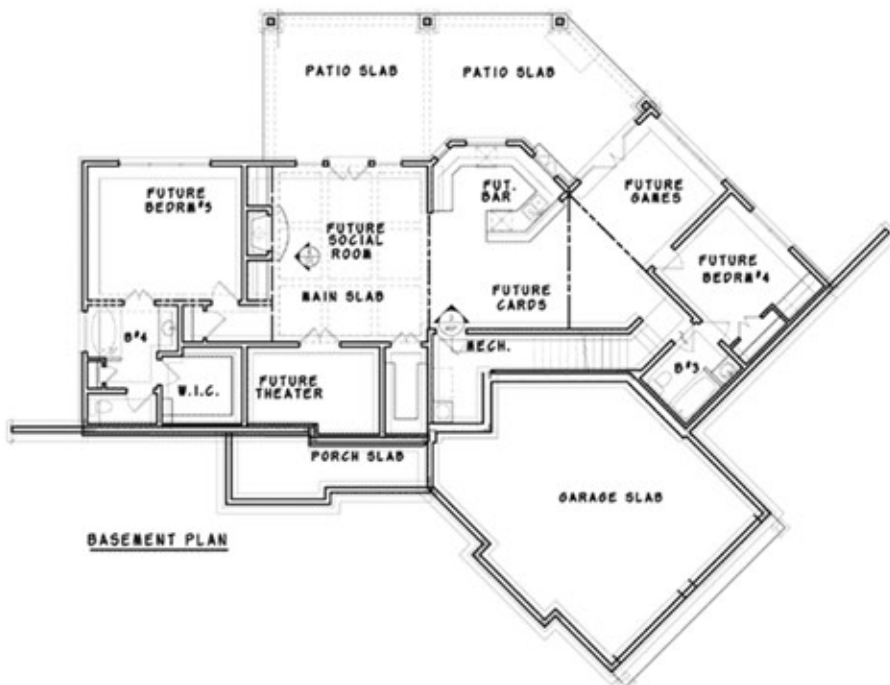 PATIO SLAB
PATIO SLAB
FUTURE
BEDRM#5
FUTURE
SOCIAL
ROOM
MAIN SLAB
FUT.
BAR
FUTURE
CARDS
FUTURE
GAMES
FUTURE
BEDRM#4
B#4
W.I.C.
FUTURE
THEATER
MECH.
B#3
PORCH SLAB
GARAGE SLAB
BASEMENT PLAN